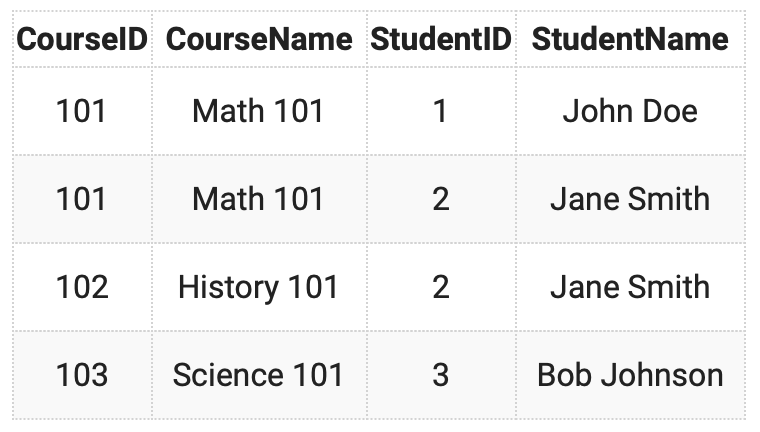 CourseID CourseName StudentID StudentName
101 Math 101 1 John Doe
101 Math 101 2 Jane Smith
102 History 101 2 Jane Smith
103 Science 101 3 Bob Johnson